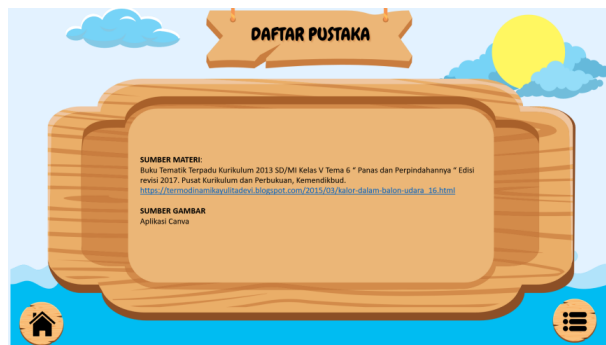 DAFTAR PUSTAKA
SUMBER MATERI:
Buku Tematik Terpadu Kurikulum 2013 SD/MI Kelas V Tema 6 “ Panas dan Perpindahannya “ Edisi
revisi 2017. Pusat Kurikulum dan Perbukuan, Kemendikbud.
https://termodinamikayulitadevi.blogspot.com/2015/03/kalor-dalam-balon-udara_16.html
SUMBER GAMBAR
Aplikasi Canva